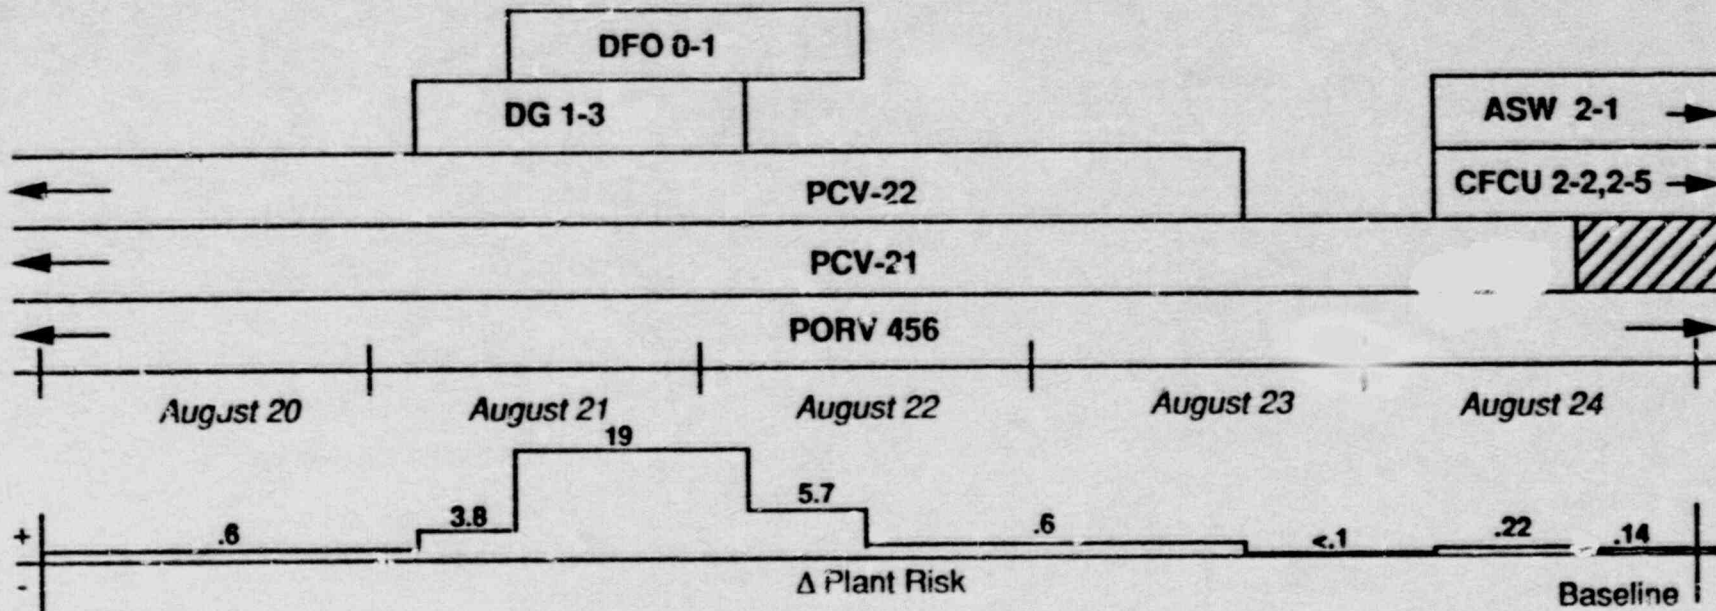 DFO 0-1
DG 1-3
ASW 2-1
PCV-22
CFCU 2-2,2-5
PCV-21
PORV 456
August 20
August 21
August 22
August 23
August 24
.6
3.8
19
5.7
.6
<.1
.22
.14
+
-
Δ Plant Risk
Baseline